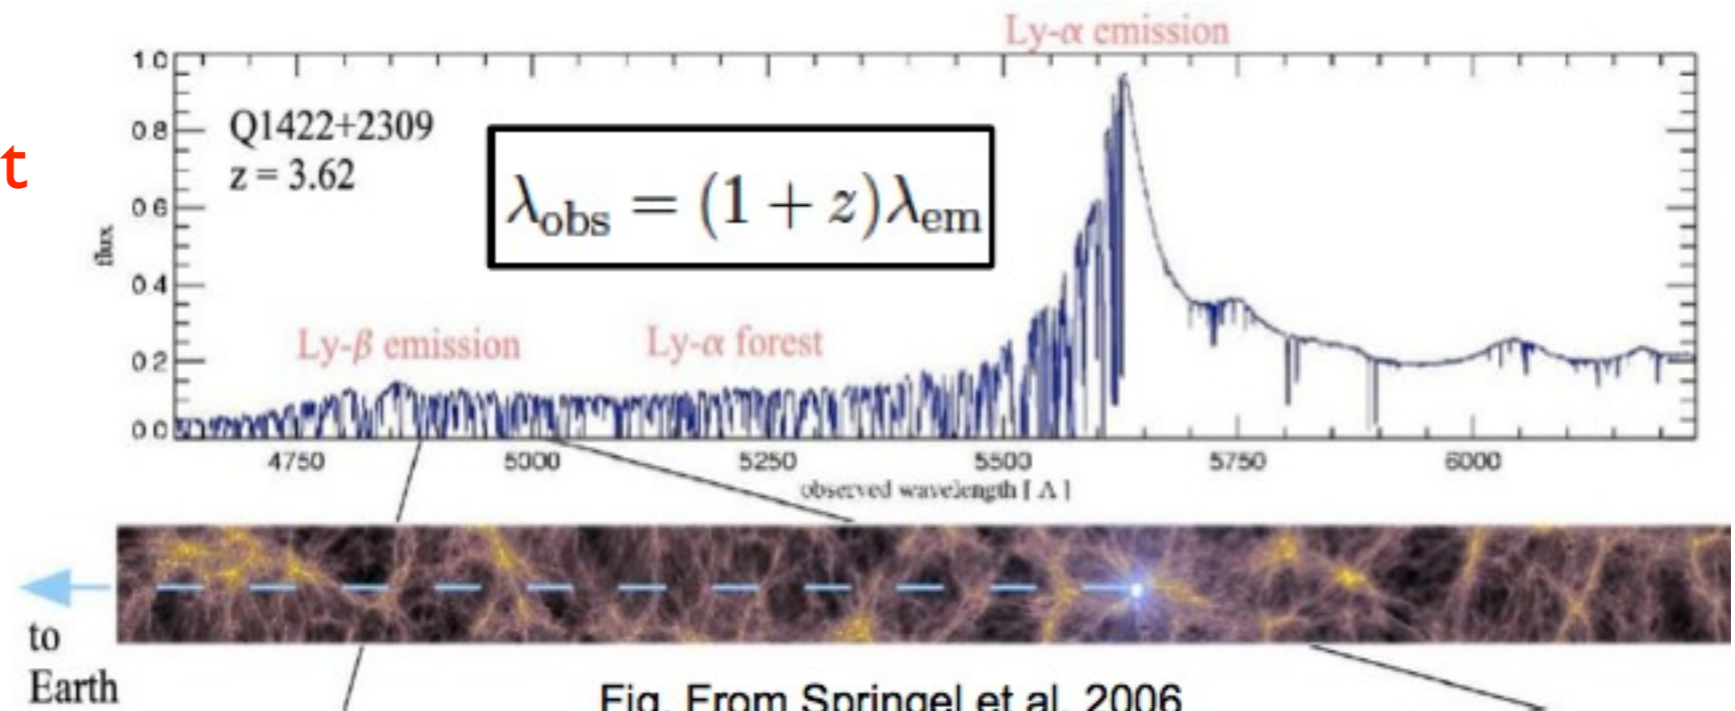 Ly-α emission
t
Q1422+2309
z = 3.62
λobs = (1 + z)λem
Ly-β emission
Ly-α forest
flux
1.0
0.8
0.6
0.4
0.2
0.0
4750 5000 5250 5500 5750 6000
observed wavelength [ Å ]
to
Earth
Fig. From Springel et al. 2006